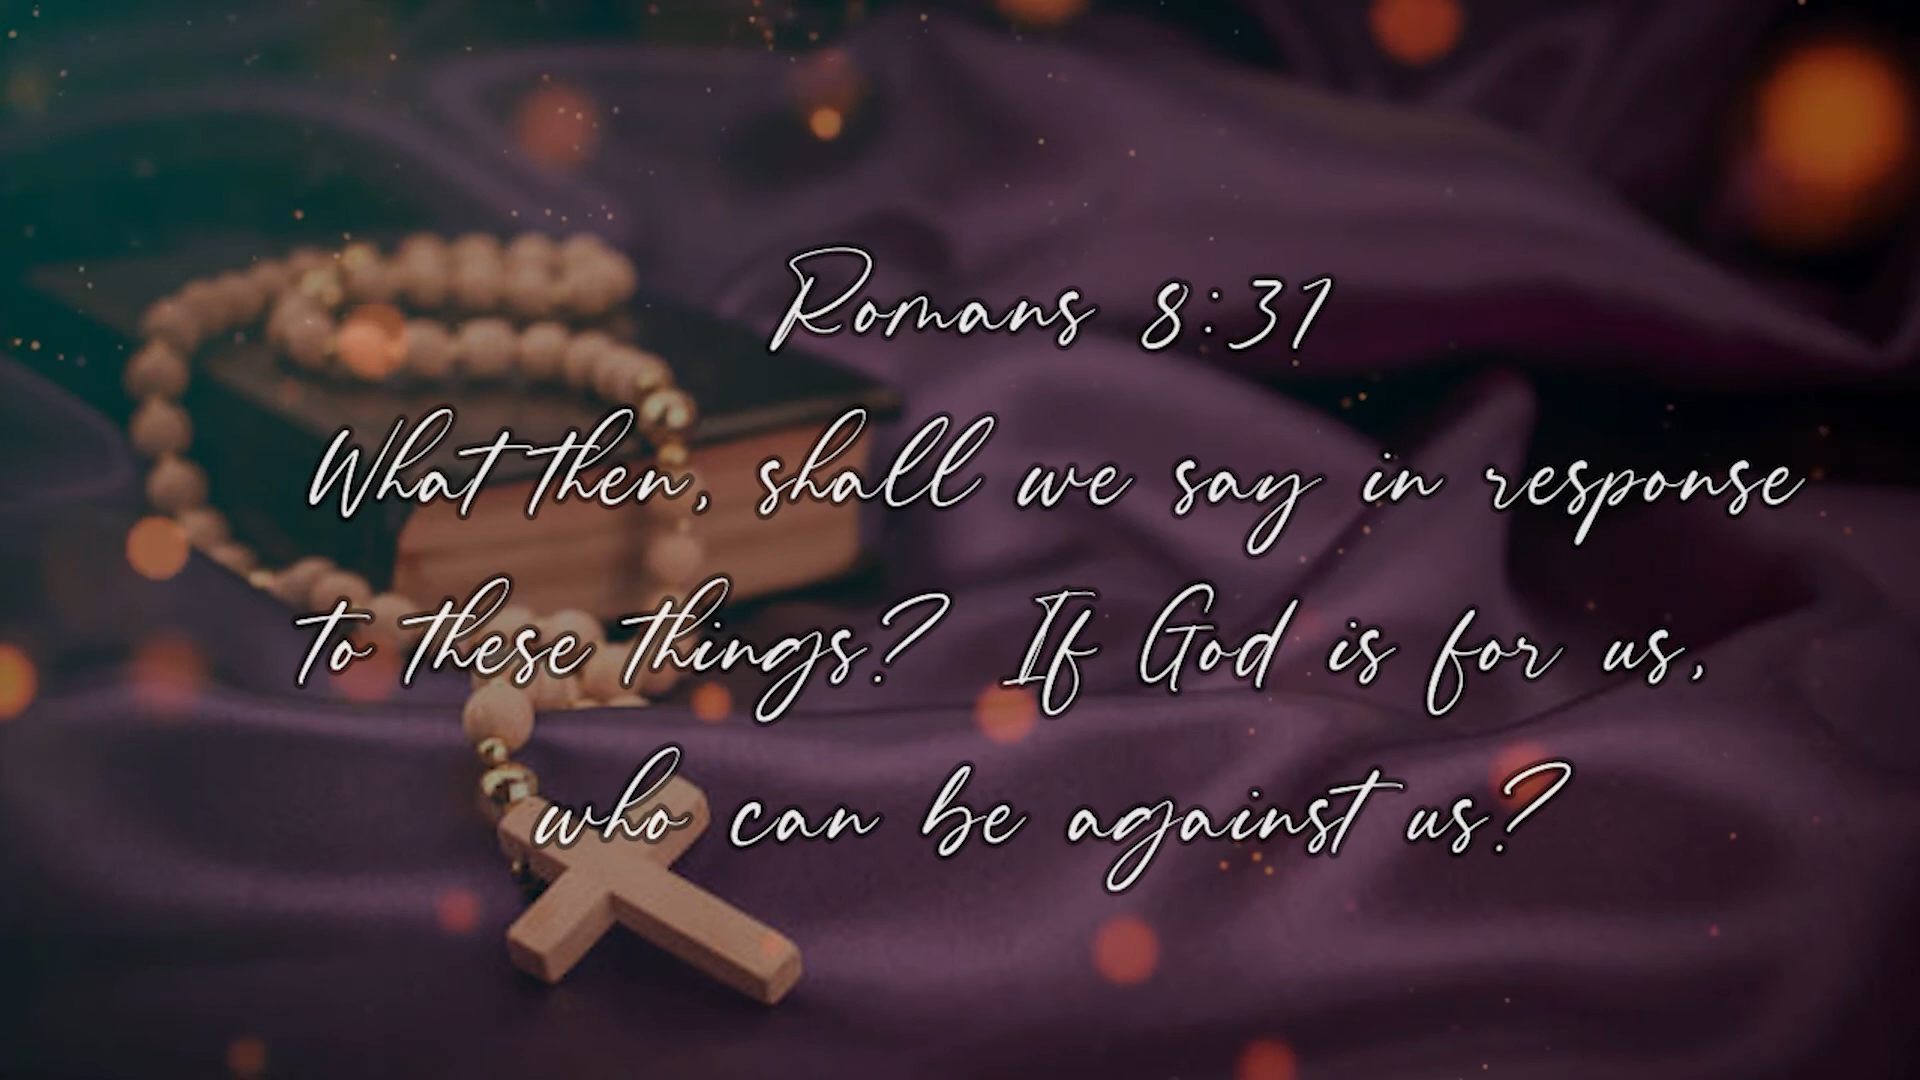 Romans 8:31
What then, shall we say in response
to these things? If God is for us,
who can be against us?